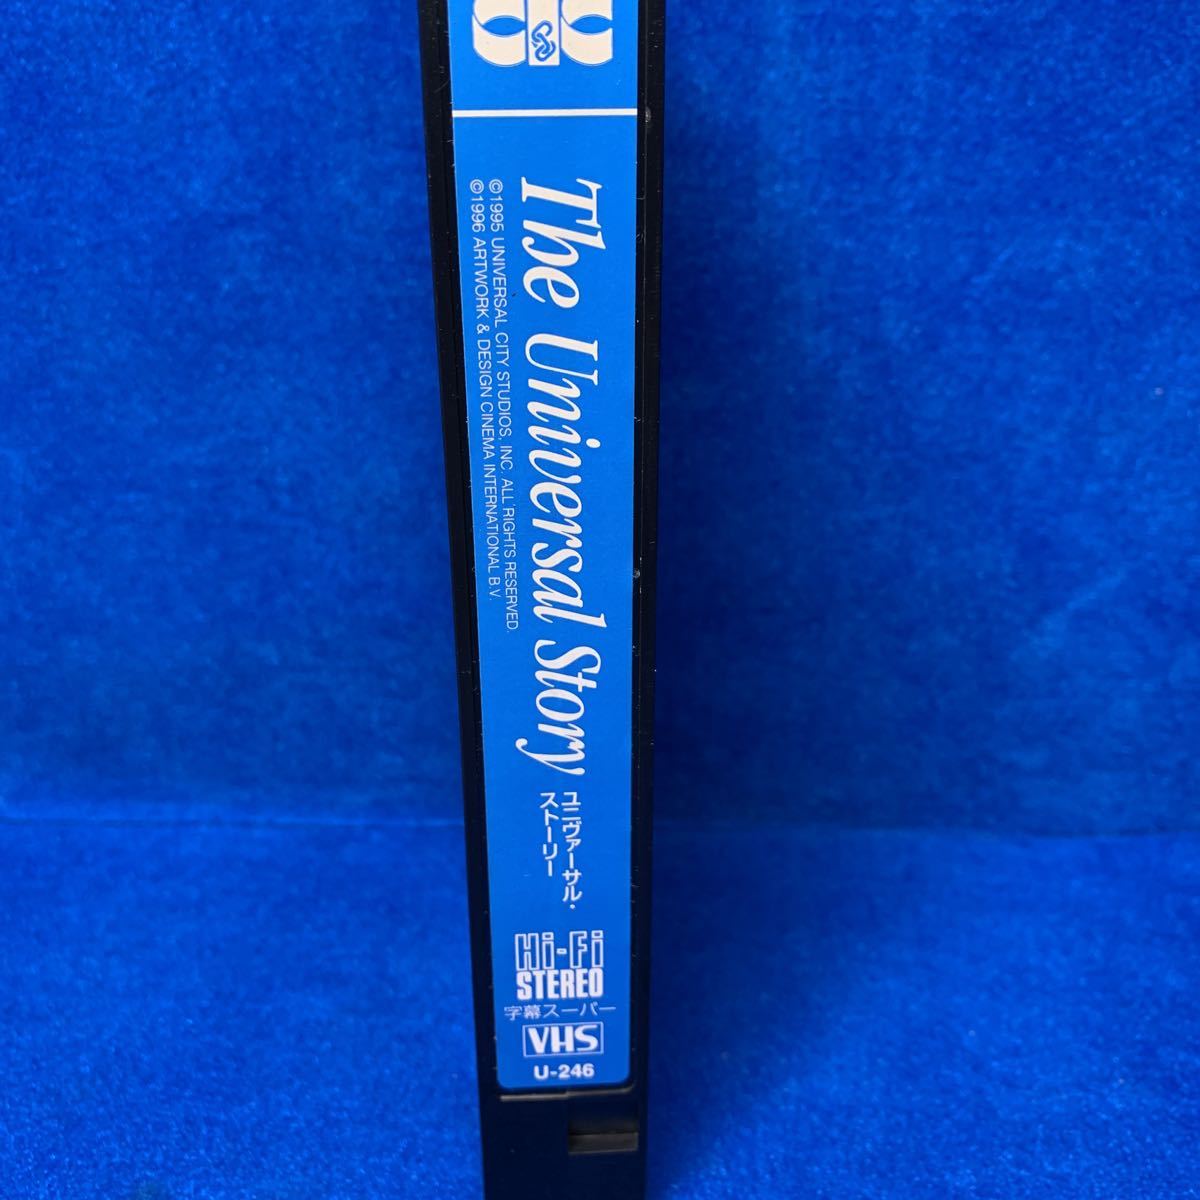 The Universal Story
©1995 UNIVERSAL CITY STUDIOS, INC. ALL RIGHTS RESERVED.
©1996 ARTWORK & DESIGN CINEMA INTERNATIONAL B.V.
ユニヴァーサル・
ストーリー
Hi-Fi
STEREO
字幕スーパー
VHS
U-246